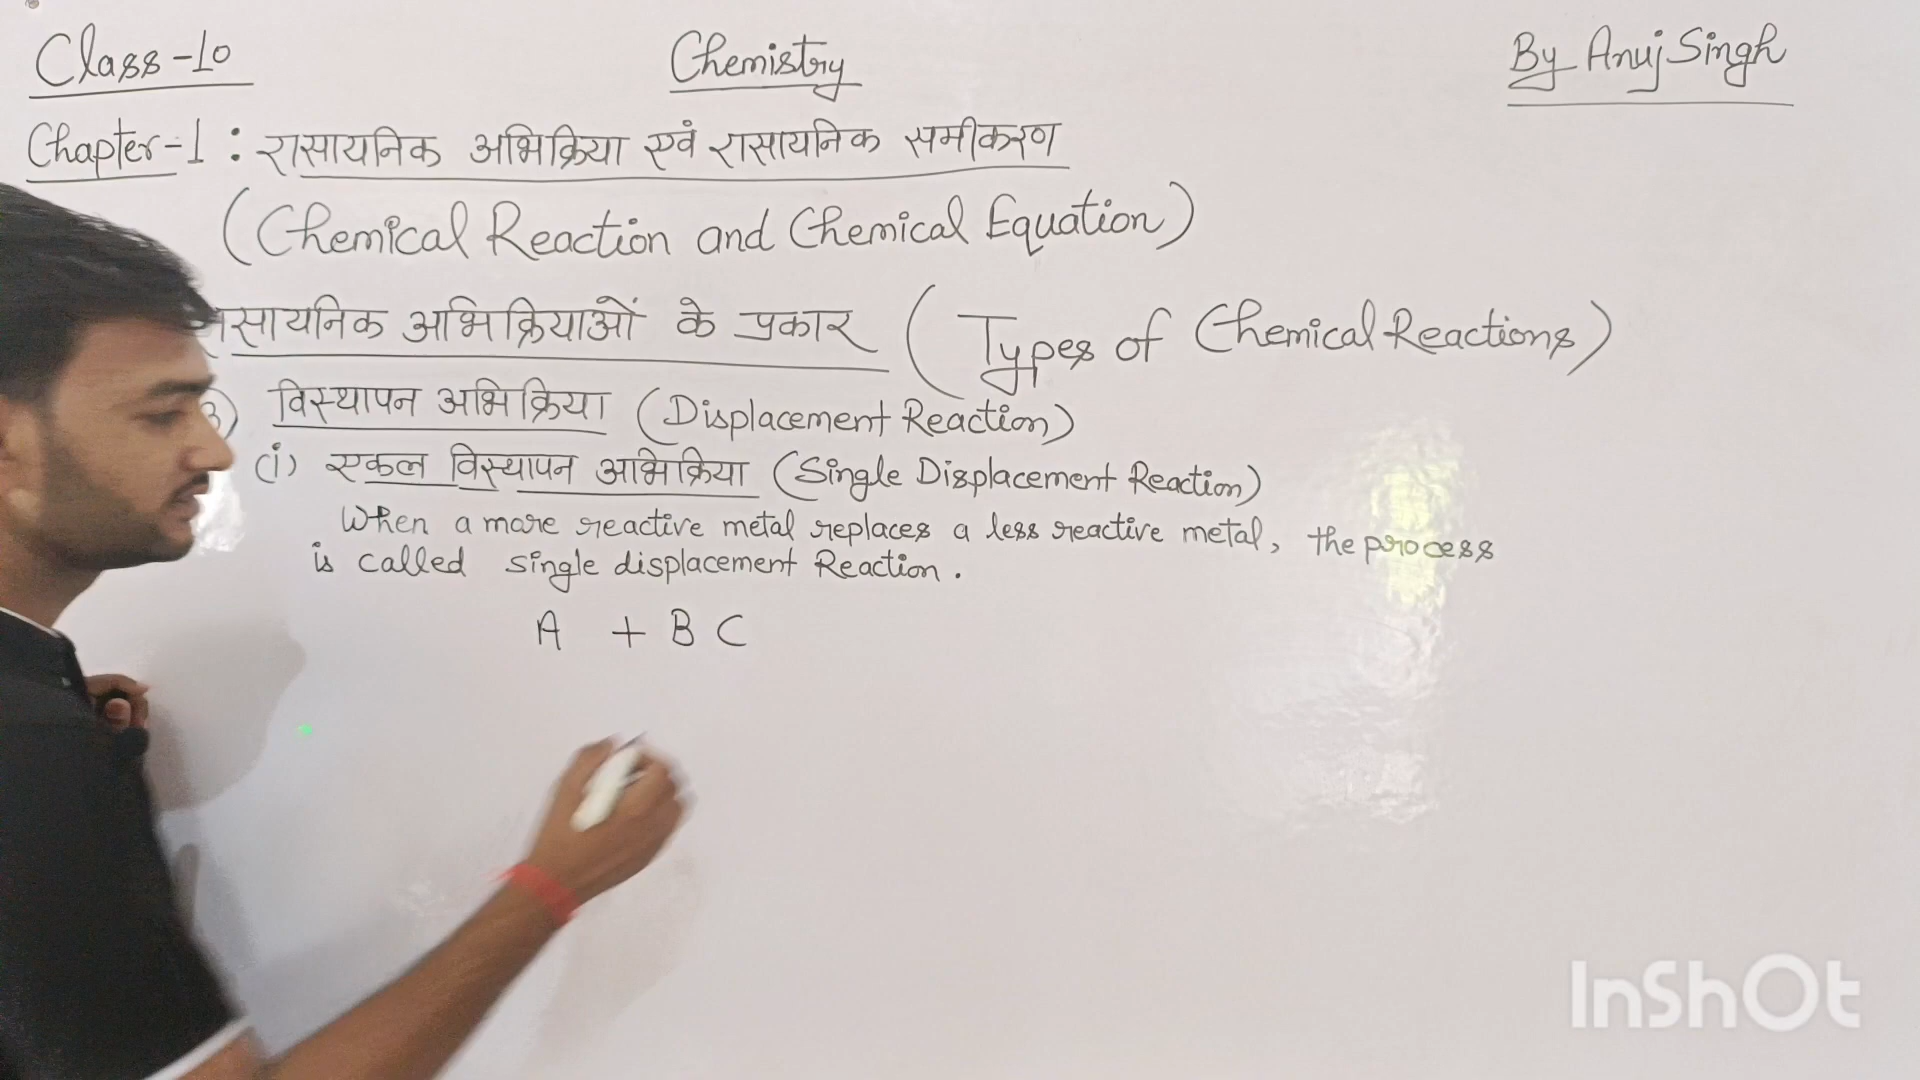 Class-10 Chemistry By Anuj Singh
Chapter-1 : रासायनिक अभिक्रिया एवं रासायनिक समीकरण
(Chemical Reaction and Chemical Equation)
रासायनिक अभिक्रियाओं के प्रकार (Types of Chemical Reactions)
3) विस्थापन अभिक्रिया (Displacement Reaction)
(i) एकल विस्थापन अभिक्रिया (Single Displacement Reaction)
When a more reactive metal replaces a less reactive metal, the process
is called single displacement Reaction.
A + B C
InShOt